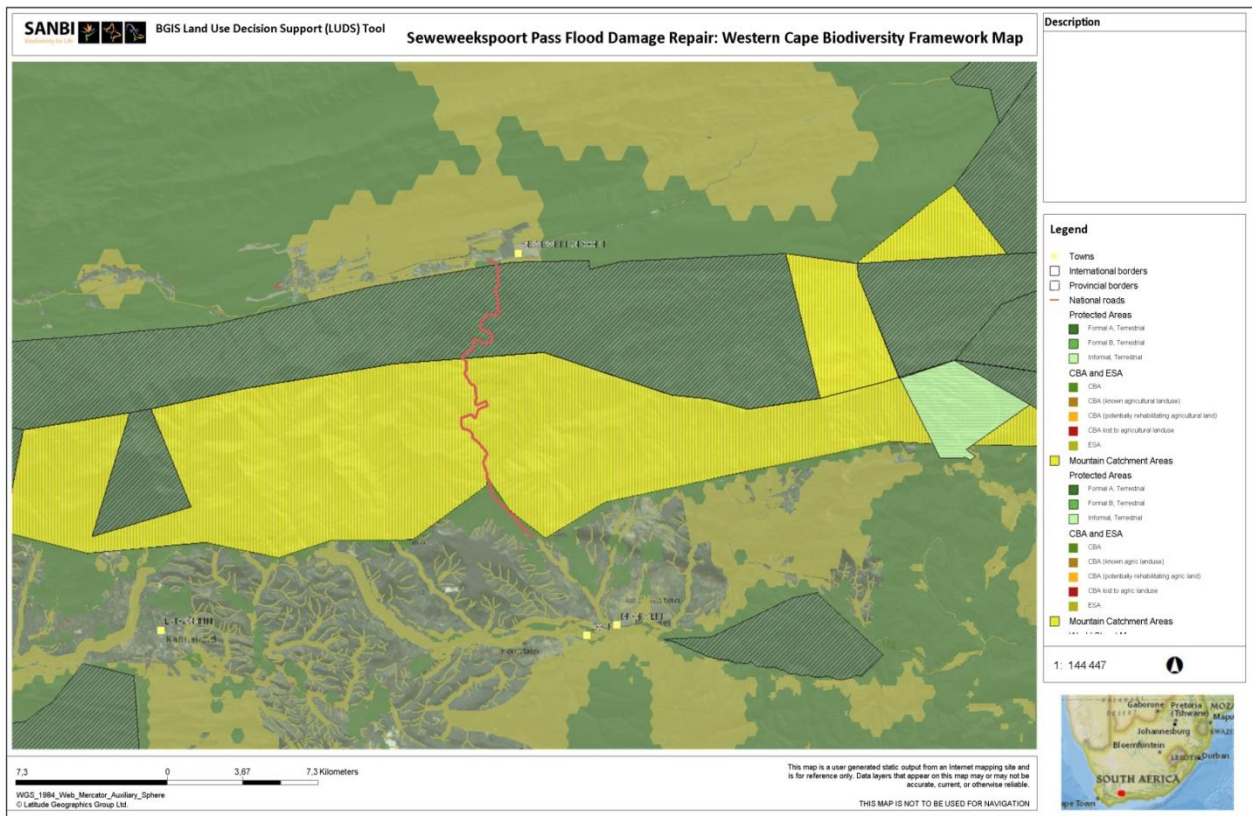 SANBI
Biodiversity for Life
BGIS Land Use Decision Support (LUDS) Tool
Seweweekspoort Pass Flood Damage Repair: Western Cape Biodiversity Framework Map
Description
Legend
Towns
International borders
Provincial borders
National roads
Protected Areas
Formal A, Terrestrial
Formal B, Terrestrial
Informal, Terrestrial
CBA and ESA
CBA
CBA (known agricultural landuse)
CBA (potentially rehabilitating agricultural land)
CBA lost to agricultural landuse
ESA
Mountain Catchment Areas
Protected Areas
Formal A, Terrestrial
Formal B, Terrestrial
Informal, Terrestrial
CBA and ESA
CBA
CBA (known agric landuse)
CBA (potentially rehabilitating agric land)
CBA lost to agric landuse
ESA
Mountain Catchment Areas
1: 144 447
Gaborone
Pretoria
(Tshwane)
MOZ
Mapu
Johannesburg
SWAZI
Bloemfontein
Durban
SOUTH AFRICA
ape Town
7,3 0 3,67 7,3 Kilometers
WGS_1984_Web_Mercator_Auxiliary_Sphere
© Latitude Geographics Group Ltd.
This map is a user generated static output from an Internet mapping site and
is for reference only. Data layers that appear on this map may or may not be
accurate, current, or otherwise reliable.
THIS MAP IS NOT TO BE USED FOR NAVIGATION